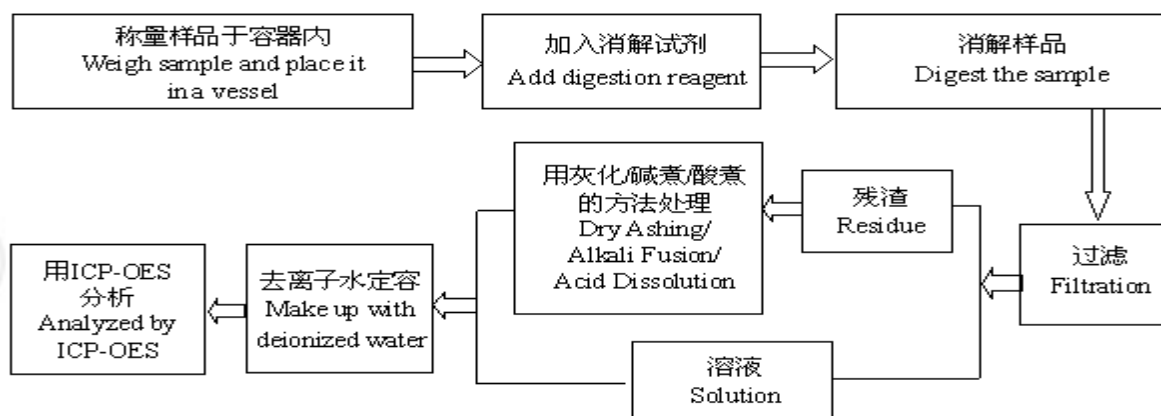 称量样品于容器内
Weigh sample and place it
in a vessel
加入消解试剂
Add digestion reagent
消解样品
Digest the sample
过滤
Filtration
残渣
Residue
用灰化/碱煮/酸煮
的方法处理
Dry Ashing/
Alkali Fusion/
Acid Dissolution
溶液
Solution
去离子水定容
Make up with
deionized water
用ICP-OES
分析
Analyzed by
ICP-OES